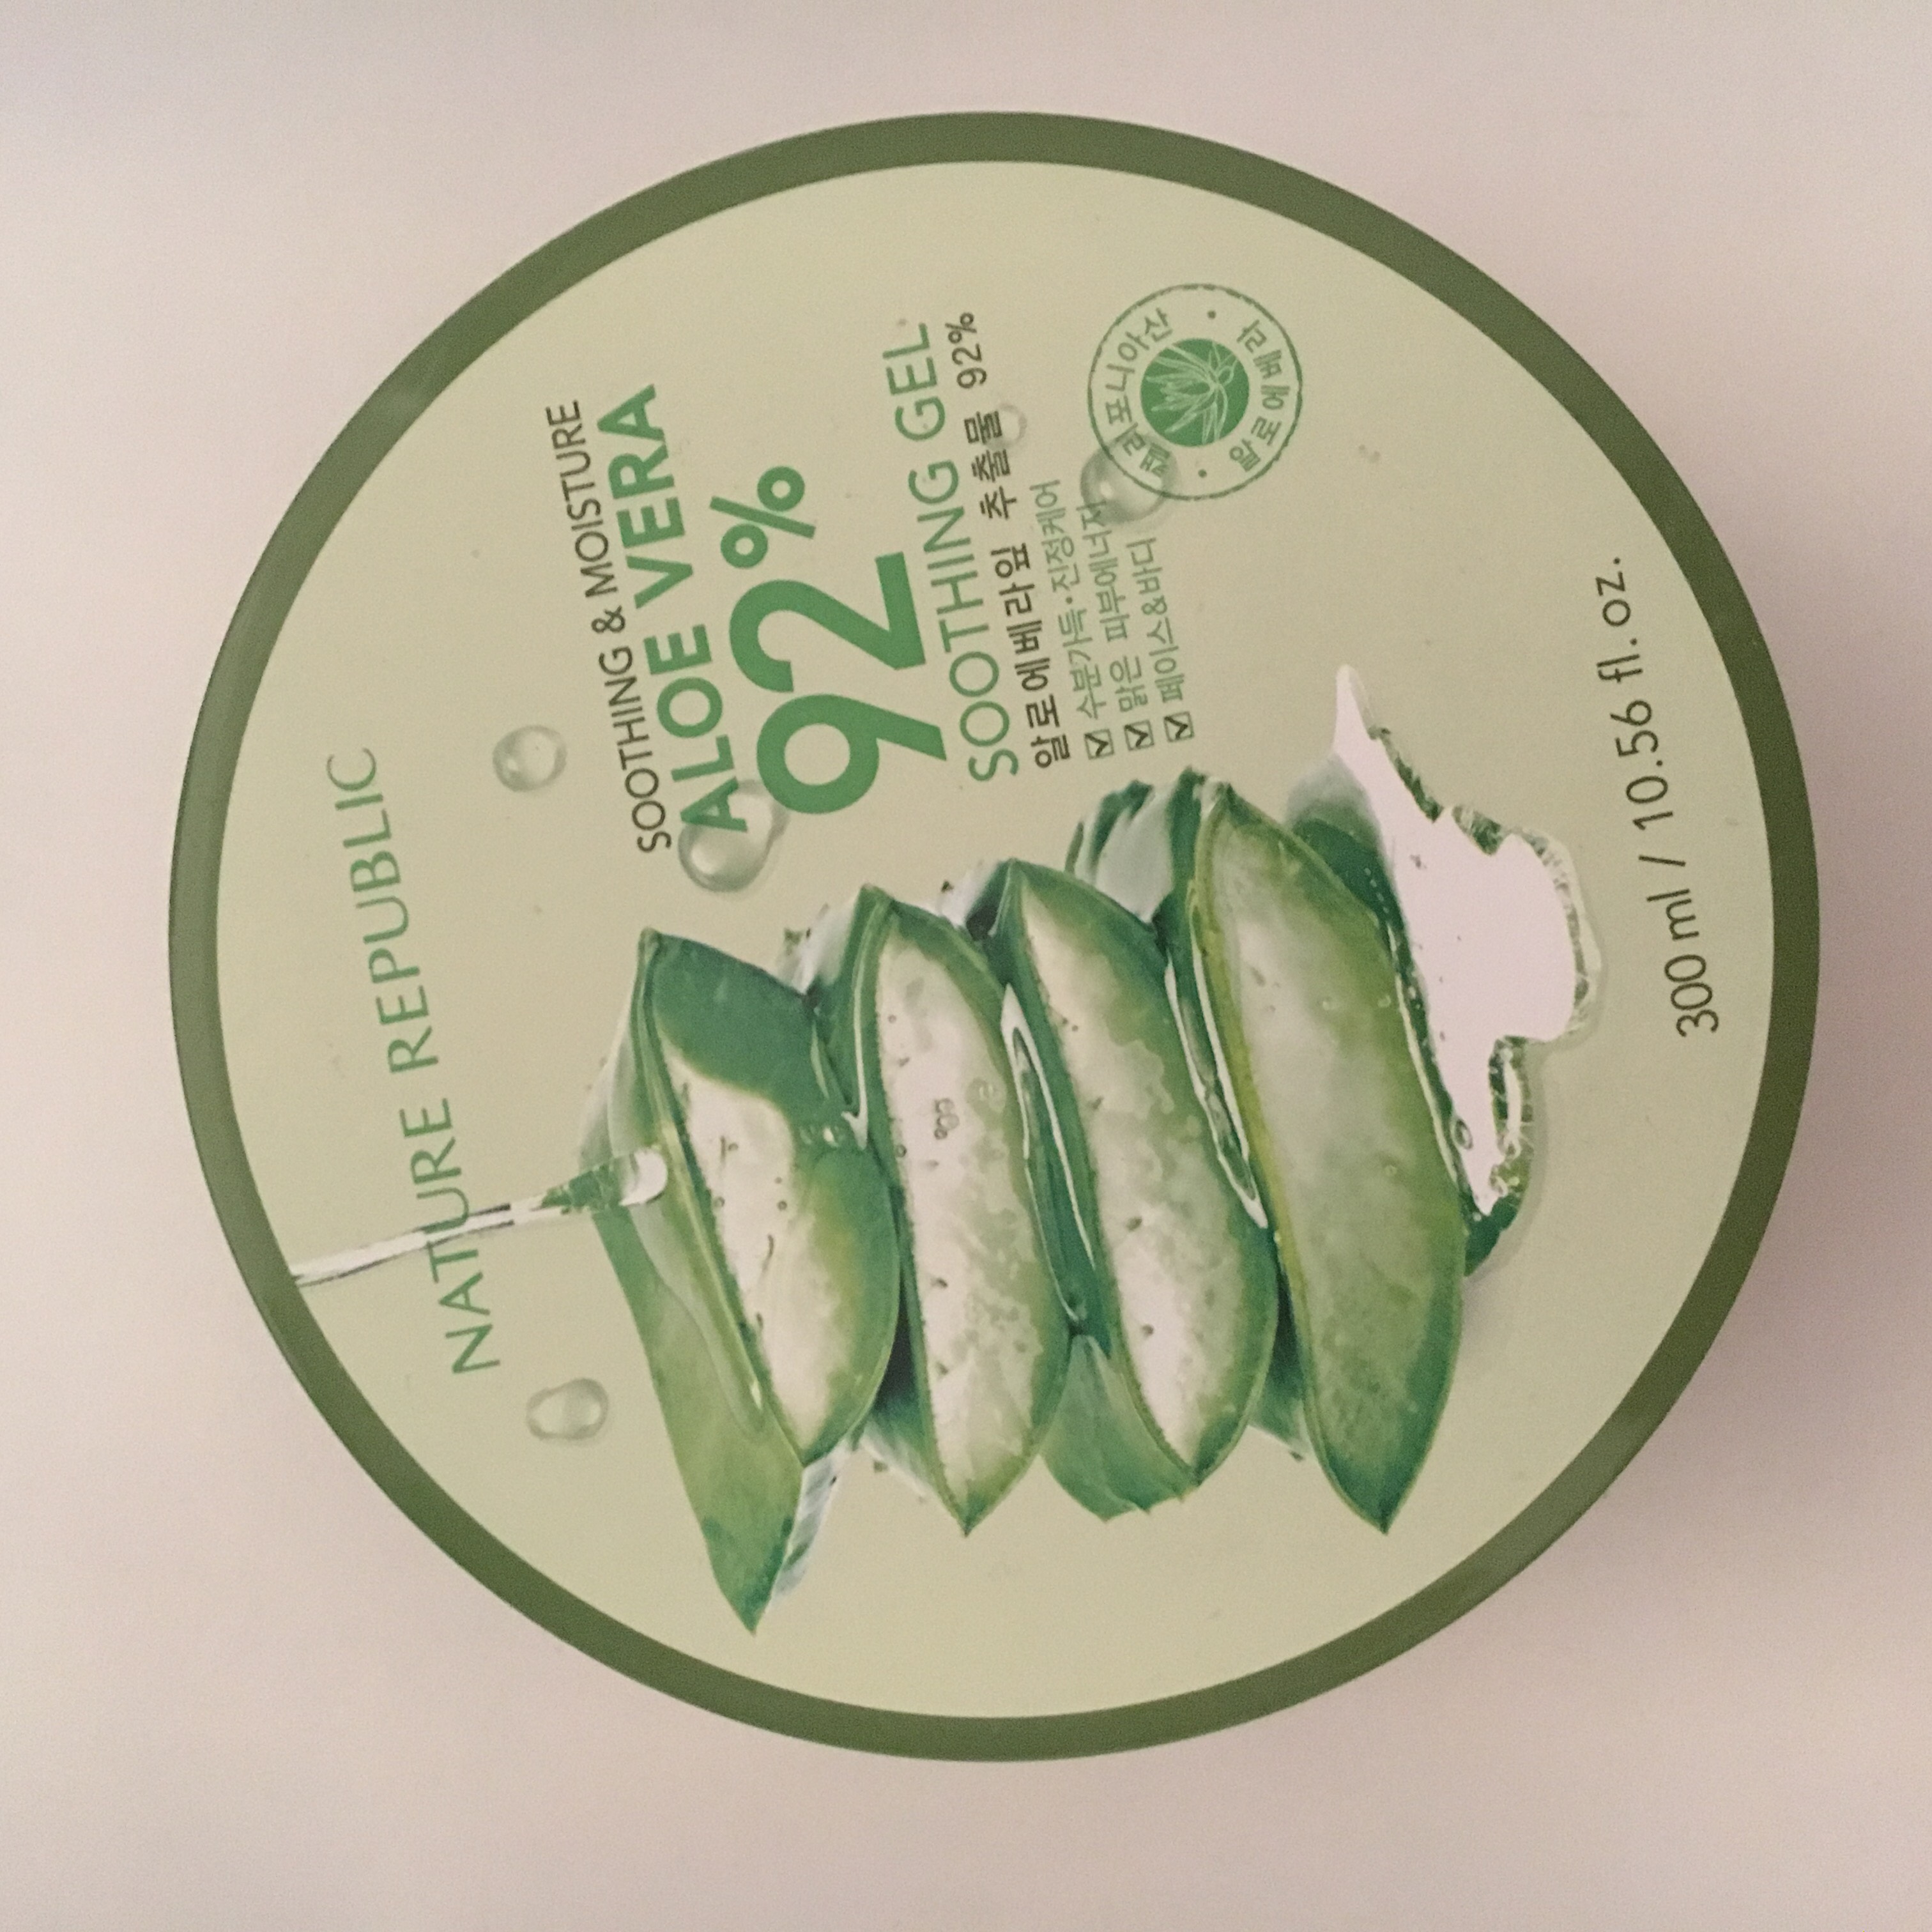 NATURE REPUBLIC
SOOTHING & MOISTURE
ALOE VERA
92%
SOOTHING GEL
알로에베라잎 추출물 92%
수분가득·진정케어
맑은 피부에너지
페이스&바디
캘리포니아산
알로에베라
300 ml / 10.56 fl. oz.